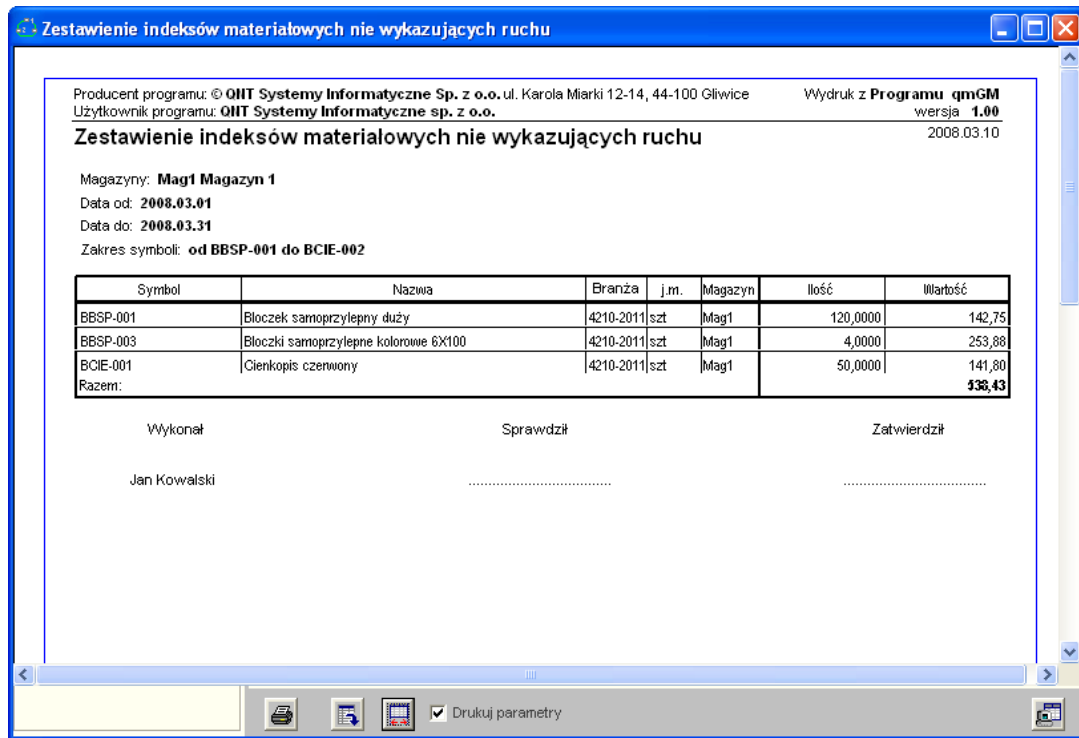 Zestawienie indeksów materiałowych nie wykazujących ruchu
Producent programu: © QNT Systemy Informatyczne Sp. z o.o. ul. Karola Miarki 12-14, 44-100 Gliwice Wydruk z Programu qmGM
Użytkownik programu: QNT Systemy Informatyczne sp. z o.o. wersja 1.00
Zestawienie indeksów materiałowych nie wykazujących ruchu 2008.03.10
Magazyny: Mag1 Magazyn 1
Data od: 2008.03.01
Data do: 2008.03.31
Zakres symboli: od BBSP-001 do BCIE-002
Symbol Nazwa Branża j.m. Magazyn Ilość Wartość
BBSP-001 Bloczek samoprzylepny duży 4210-2011 szt Mag1 120,0000 142,75
BBSP-003 Bloczki samoprzylepne kolorowe 6X100 4210-2011 szt Mag1 4,0000 253,88
BCIE-001 Cienkopis czerwony 4210-2011 szt Mag1 50,0000 141,80
Razem: 538,43
Wykonał Sprawdził Zatwierdził
Jan Kowalski .................................. ..................................
Drukuj parametry